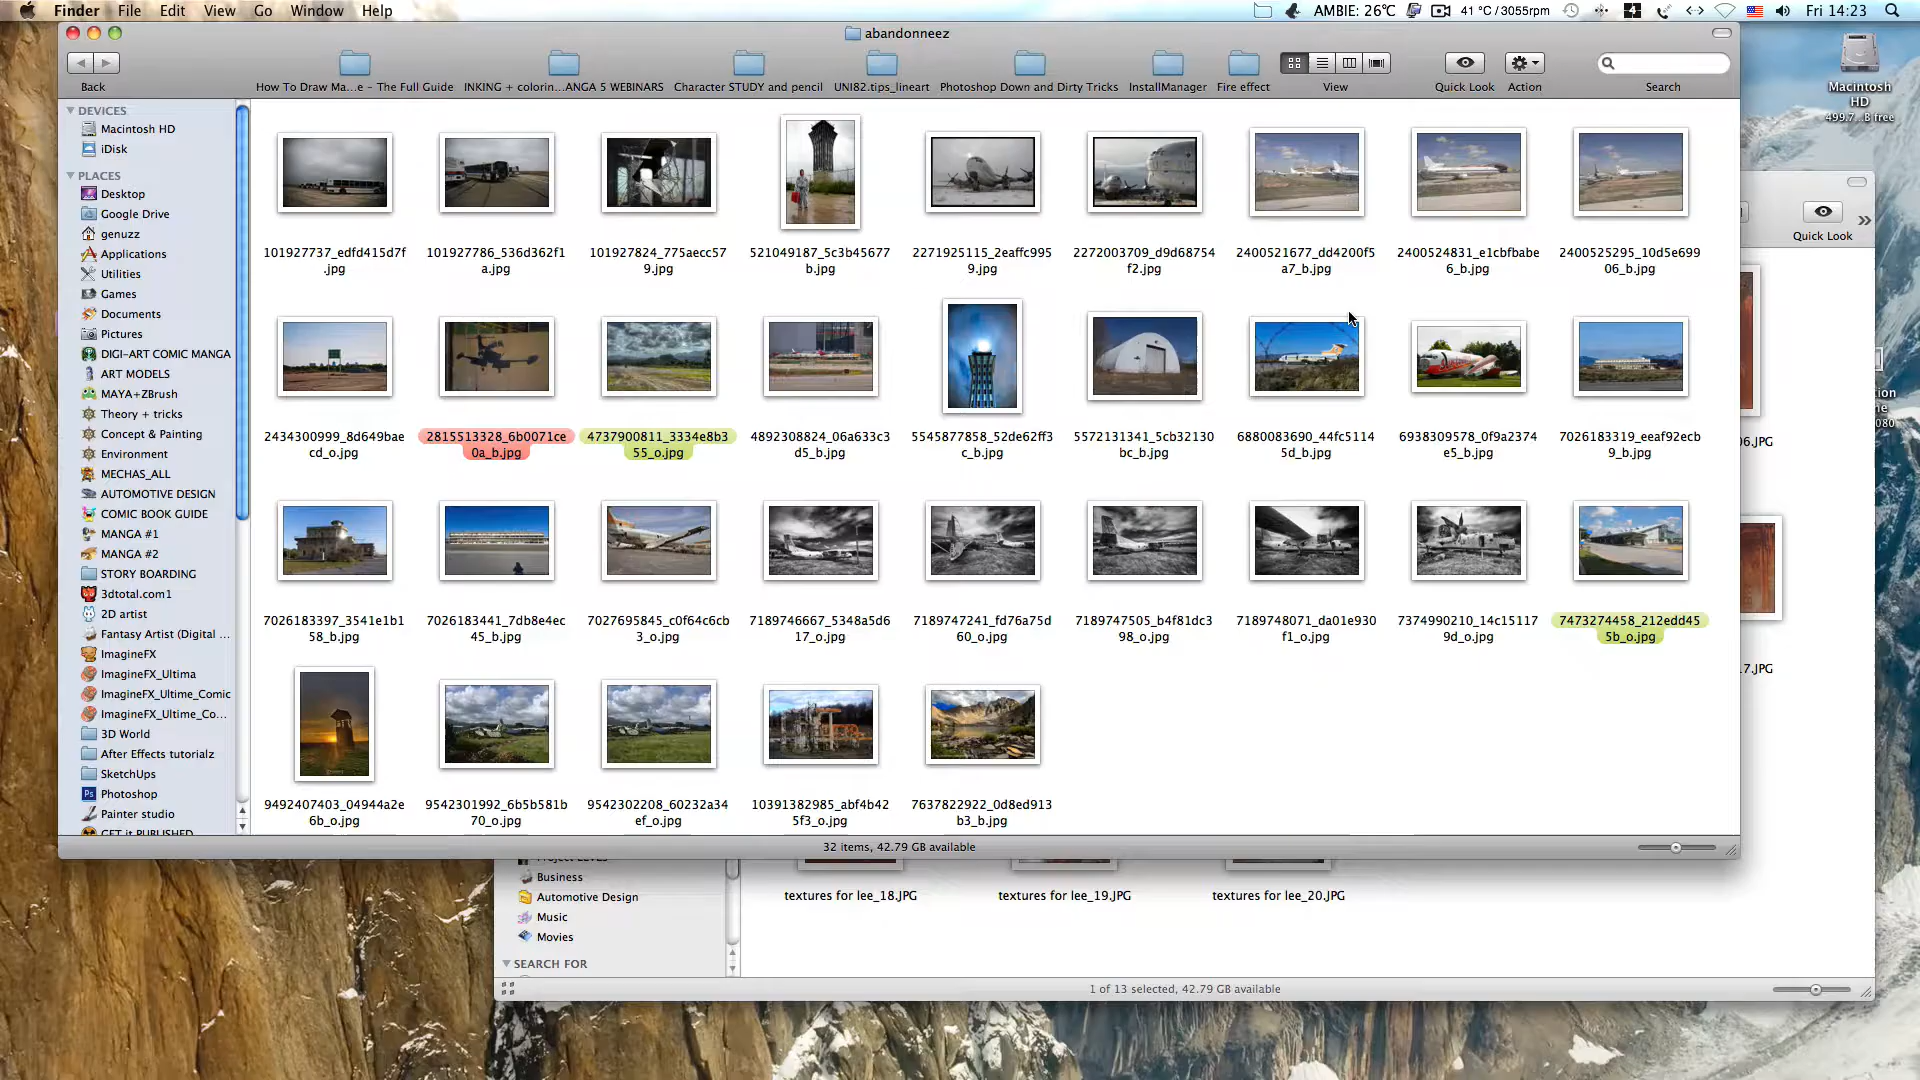 Finder File Edit View Go Window Help AMBIE: 26℃ 41 °C / 3055rpm 4 Fri 14:23
abandonneez
Back How To Draw Ma...e – The Full Guide INKING + colorin...ANGA 5 WEBINARS Character STUDY and pencil UNI82.tips_lineart Photoshop Down and Dirty Tricks InstallManager Fire effect View Quick Look Action Search
Macintosh
HD
499.7...B free
DEVICES
Macintosh HD
iDisk
PLACES
Desktop
Google Drive
genuzz
Applications
Utilities
Games
Documents
Pictures
DIGI-ART COMIC MANGA
ART MODELS
MAYA+ZBrush
Theory + tricks
Concept & Painting
Environment
MECHAS_ALL
AUTOMOTIVE DESIGN
COMIC BOOK GUIDE
MANGA #1
MANGA #2
STORY BOARDING
3dtotal.com1
2D artist
Fantasy Artist (Digital ...
ImagineFX
ImagineFX_Ultima
ImagineFX_Ultime_Comic
ImagineFX_Ultime_Co...
3D World
After Effects tutorialz
SketchUps
Photoshop
Painter studio
GET it PUBLISHED
101927737_edfd415d7f
.jpg
101927786_536d362f1
a.jpg
101927824_775aecc57
9.jpg
521049187_5c3b45677
b.jpg
2271925115_2eaffc995
9.jpg
2272003709_d9d68754
f2.jpg
2400521677_dd4200f5
a7_b.jpg
2400524831_e1cbfbabe
6_b.jpg
2400525295_10d5e699
06_b.jpg
2434300999_8d649bae
cd_o.jpg
2815513328_6b0071ce
0a_b.jpg
4737900811_3334e8b3
55_o.jpg
4892308824_06a633c3
d5_b.jpg
5545877858_52de62ff3
c_b.jpg
5572131341_5cb32130
bc_b.jpg
6880083690_44fc5114
5d_b.jpg
6938309578_0f9a2374
e5_b.jpg
7026183319_eeaf92ecb
9_b.jpg
7026183397_3541e1b1
58_b.jpg
7026183441_7db8e4ec
45_b.jpg
7027695845_c0f64c6cb
3_o.jpg
7189746667_5348a5d6
17_o.jpg
7189747241_fd76a75d
60_o.jpg
7189747505_b4f81dc3
98_o.jpg
7189748071_da01e930
f1_o.jpg
7374990210_14c15117
9d_o.jpg
7473274458_212edd45
5b_o.jpg
9492407403_04944a2e
6b_o.jpg
9542301992_6b5b581b
70_o.jpg
9542302208_60232a34
ef_o.jpg
10391382985_abf4b42
5f3_o.jpg
7637822922_0d8ed913
b3_b.jpg
32 items, 42.79 GB available
Quick Look
06.JPG
17.JPG
Business
Automotive Design
Music
Movies
SEARCH FOR
textures for lee_18.JPG
textures for lee_19.JPG
textures for lee_20.JPG
1 of 13 selected, 42.79 GB available